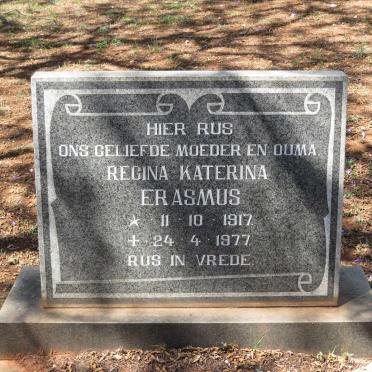 HIER RUS
ONS GELIEFDE MOEDER EN OUMA
REGINA KATERINA
ERASMUS
★ 11 · 10 · 1917
✝ 24 · 4 · 1977
RUS IN VREDE